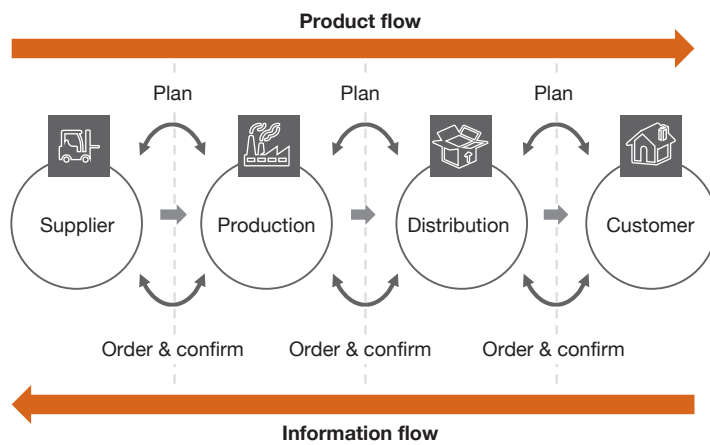 Product flow
Plan Plan Plan
Supplier Production Distribution Customer
Order & confirm Order & confirm Order & confirm
Information flow